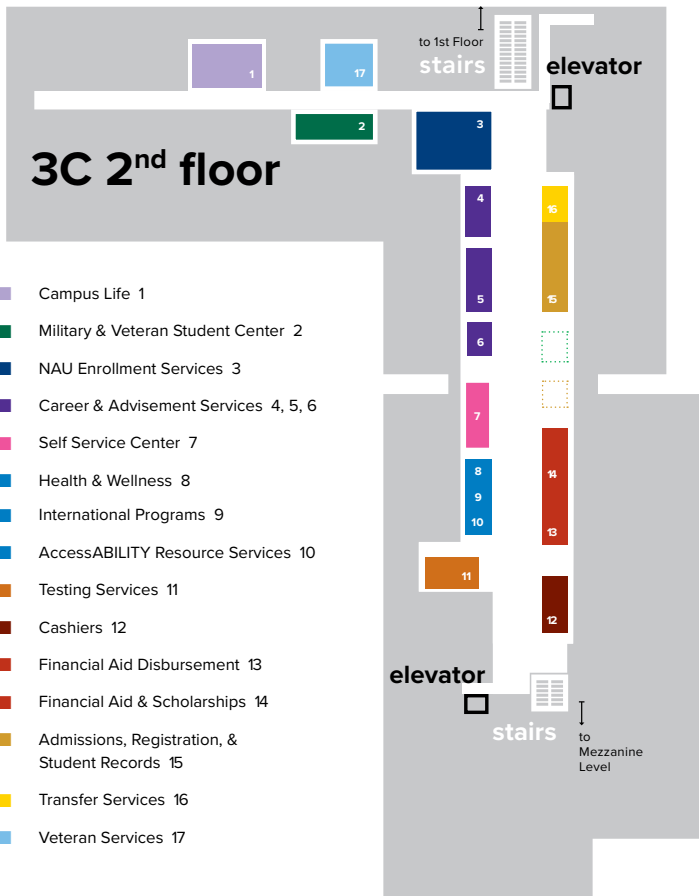 to 1st Floor
stairs
elevator
1
17
2
3
3C 2nd floor
4
16
5
15
6
7
8
9
10
14
13
11
12
elevator
stairs
to
Mezzanine
Level
Campus Life 1
Military & Veteran Student Center 2
NAU Enrollment Services 3
Career & Advisement Services 4, 5, 6
Self Service Center 7
Health & Wellness 8
International Programs 9
AccessABILITY Resource Services 10
Testing Services 11
Cashiers 12
Financial Aid Disbursement 13
Financial Aid & Scholarships 14
Admissions, Registration, &
Student Records 15
Transfer Services 16
Veteran Services 17